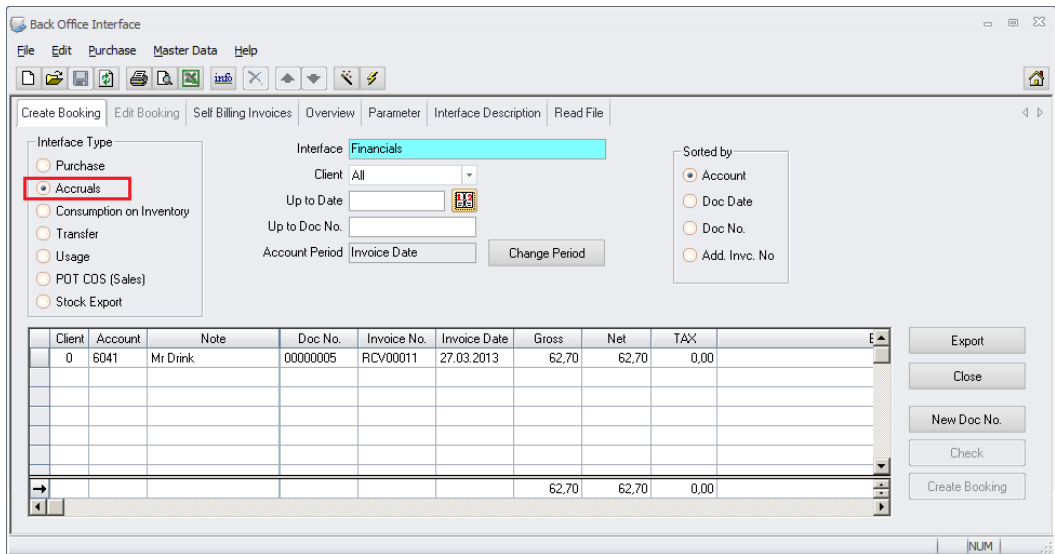 Back Office Interface
File Edit Purchase Master Data Help
info
Create Booking Edit Booking Self Billing Invoices Overview Parameter Interface Description Read File
Interface Type
Purchase
Accruals
Consumption on Inventory
Transfer
Usage
POT COS (Sales)
Stock Export
Interface Financials
Client All
Up to Date
Up to Doc No.
Account Period Invoice Date Change Period
Sorted by
Account
Doc Date
Doc No.
Add. Invc. No
Client Account Note Doc No. Invoice No. Invoice Date Gross Net TAX
0 6041 Mr Drink 00000005 RCV00011 27.03.2013 62,70 62,70 0,00
62,70 62,70 0,00
Export
Close
New Doc No.
Check
Create Booking
NUM